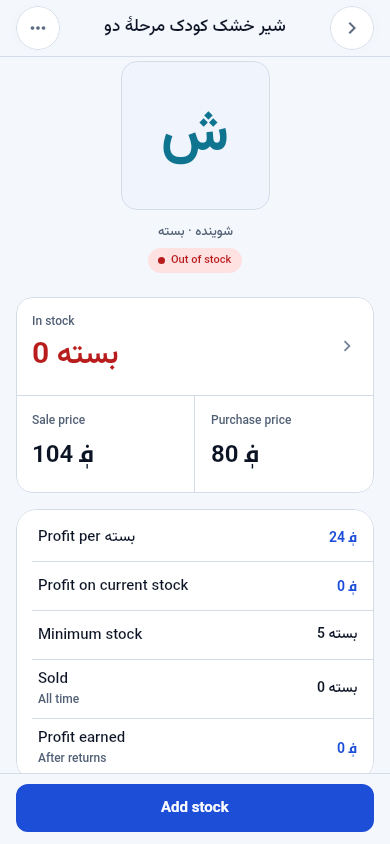 شیر خشک کودک مرحلهٔ دو
ش
شوینده · بسته
Out of stock
In stock
0 بسته
Sale price
104 ؋
Purchase price
80 ؋
Profit per بسته
24 ؋
Profit on current stock
0 ؋
Minimum stock
5 بسته
Sold
0 بسته
All time
Profit earned
0 ؋
After returns
Add stock